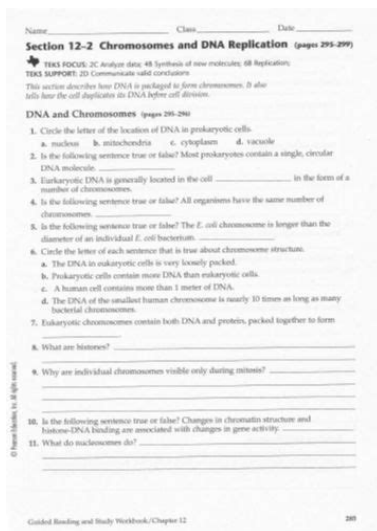 Name Class Date
Section 12–2 Chromosomes and DNA Replication (pages 295–299)
TEKS FOCUS: 2C Analyze data; 4B Synthesis of new molecules; 6B Replication;
TEKS SUPPORT: 2D Communicate valid conclusions
This section describes how DNA is packaged to form chromosomes. It also
tells how the cell duplicates its DNA before cell division.
DNA and Chromosomes (pages 295–296)
1. Circle the letter of the location of DNA in prokaryotic cells.
a. nucleus b. mitochondria c. cytoplasm d. vacuole
2. Is the following sentence true or false? Most prokaryotes contain a single, circular
DNA molecule.
3. Eukaryotic DNA is generally located in the cell in the form of a
number of chromosomes.
4. Is the following sentence true or false? All organisms have the same number of
chromosomes.
5. Is the following sentence true or false? The E. coli chromosome is longer than the
diameter of an individual E. coli bacterium.
6. Circle the letter of each sentence that is true about chromosome structure.
a. The DNA in eukaryotic cells is very loosely packed.
b. Prokaryotic cells contain more DNA than eukaryotic cells.
c. A human cell contains more than 1 meter of DNA.
d. The DNA of the smallest human chromosome is nearly 10 times as long as many
bacterial chromosomes.
7. Eukaryotic chromosomes contain both DNA and protein, packed together to form
8. What are histones?
9. Why are individual chromosomes visible only during mitosis?
10. Is the following sentence true or false? Changes in chromatin structure and
histone-DNA binding are associated with changes in gene activity.
11. What do nucleosomes do?
© Pearson Education, Inc. All rights reserved.
Guided Reading and Study Workbook/Chapter 12 285